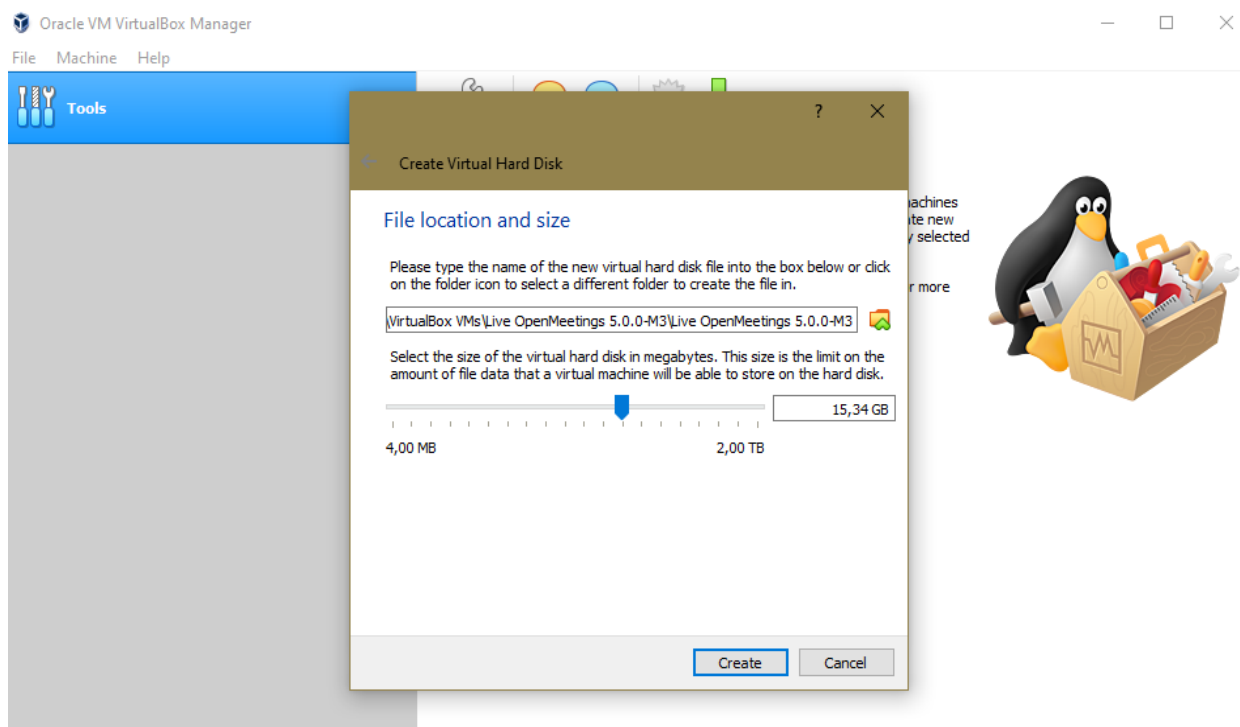 Oracle VM VirtualBox Manager
File Machine Help
Tools
?
Create Virtual Hard Disk
File location and size
Please type the name of the new virtual hard disk file into the box below or click
on the folder icon to select a different folder to create the file in.
\VirtualBox VMs\Live OpenMeetings 5.0.0-M3\Live OpenMeetings 5.0.0-M3
Select the size of the virtual hard disk in megabytes. This size is the limit on the
amount of file data that a virtual machine will be able to store on the hard disk.
15,34 GB
4,00 MB 2,00 TB
Create Cancel
selected
more